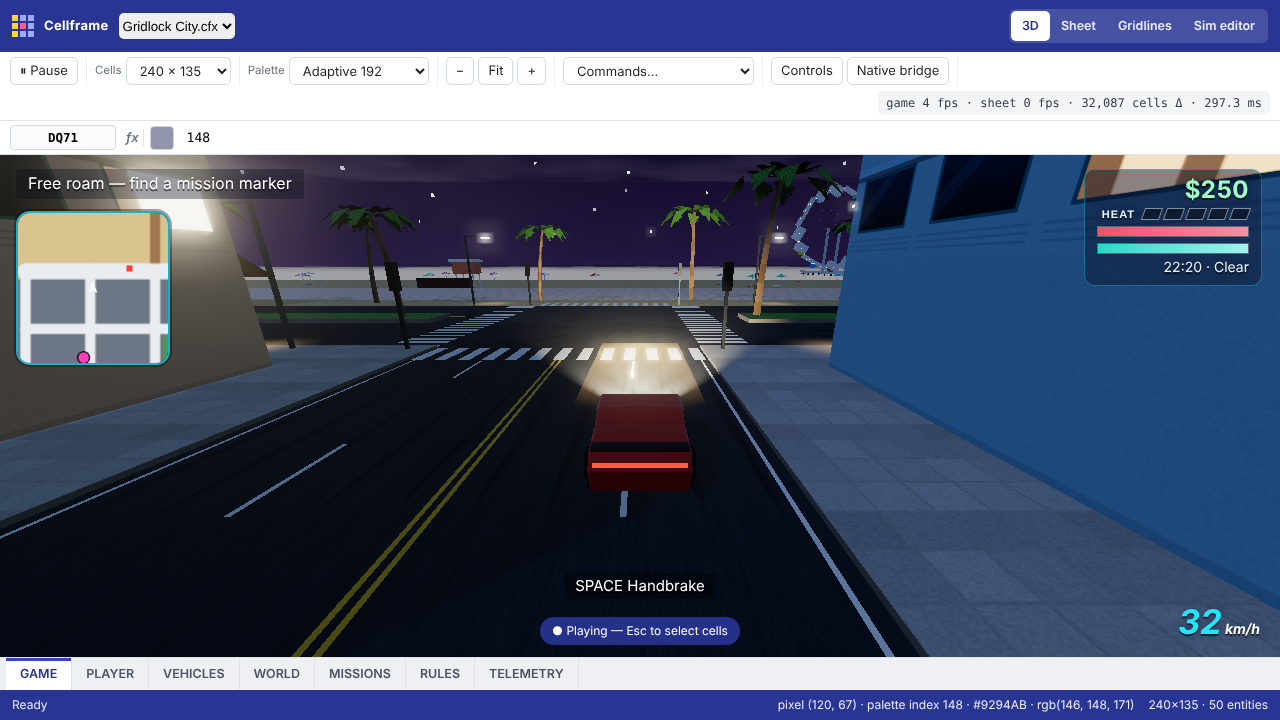 Cellframe
Gridlock City.cfx
3D
Sheet
Gridlines
Sim editor
Pause
Cells
240 × 135
Palette
Adaptive 192
−
Fit
+
Commands...
Controls
Native bridge
game 4 fps · sheet 0 fps · 32,087 cells Δ · 297.3 ms
DQ71
fx
148
Free roam — find a mission marker
$250
HEAT
22:20 · Clear
SPACE Handbrake
Playing — Esc to select cells
32 km/h
GAME
PLAYER
VEHICLES
WORLD
MISSIONS
RULES
TELEMETRY
Ready
pixel (120, 67) · palette index 148 · #9294AB · rgb(146, 148, 171)
240×135 · 50 entities